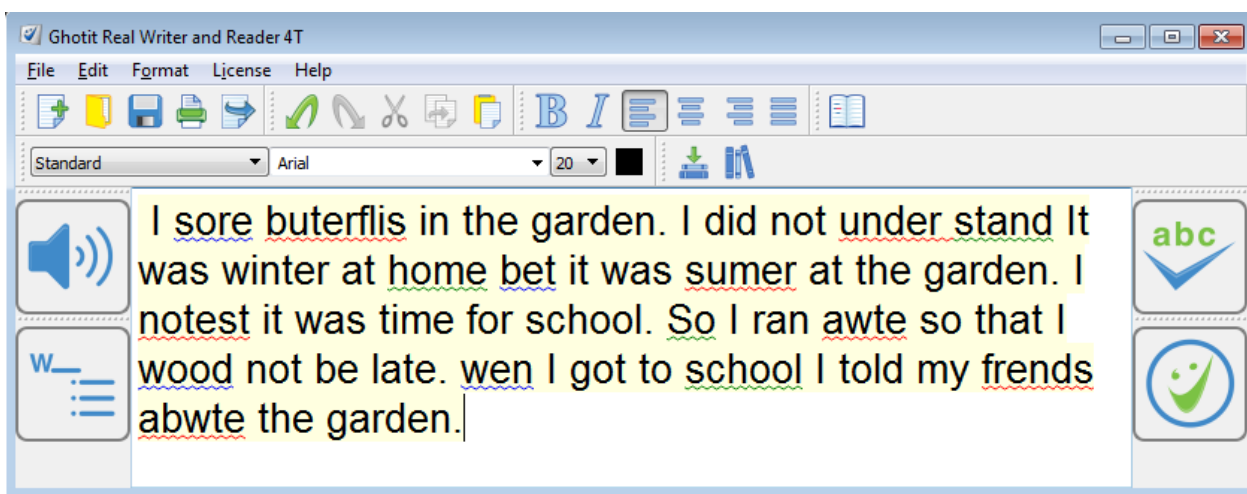 Ghotit Real Writer and Reader 4T
File Edit Format License Help
B I
Standard Arial 20
I sore buterflis in the garden. I did not under stand It
was winter at home bet it was sumer at the garden. I
notest it was time for school. So I ran awte so that I
wood not be late. wen I got to school I told my frends
abwte the garden.
abc
W